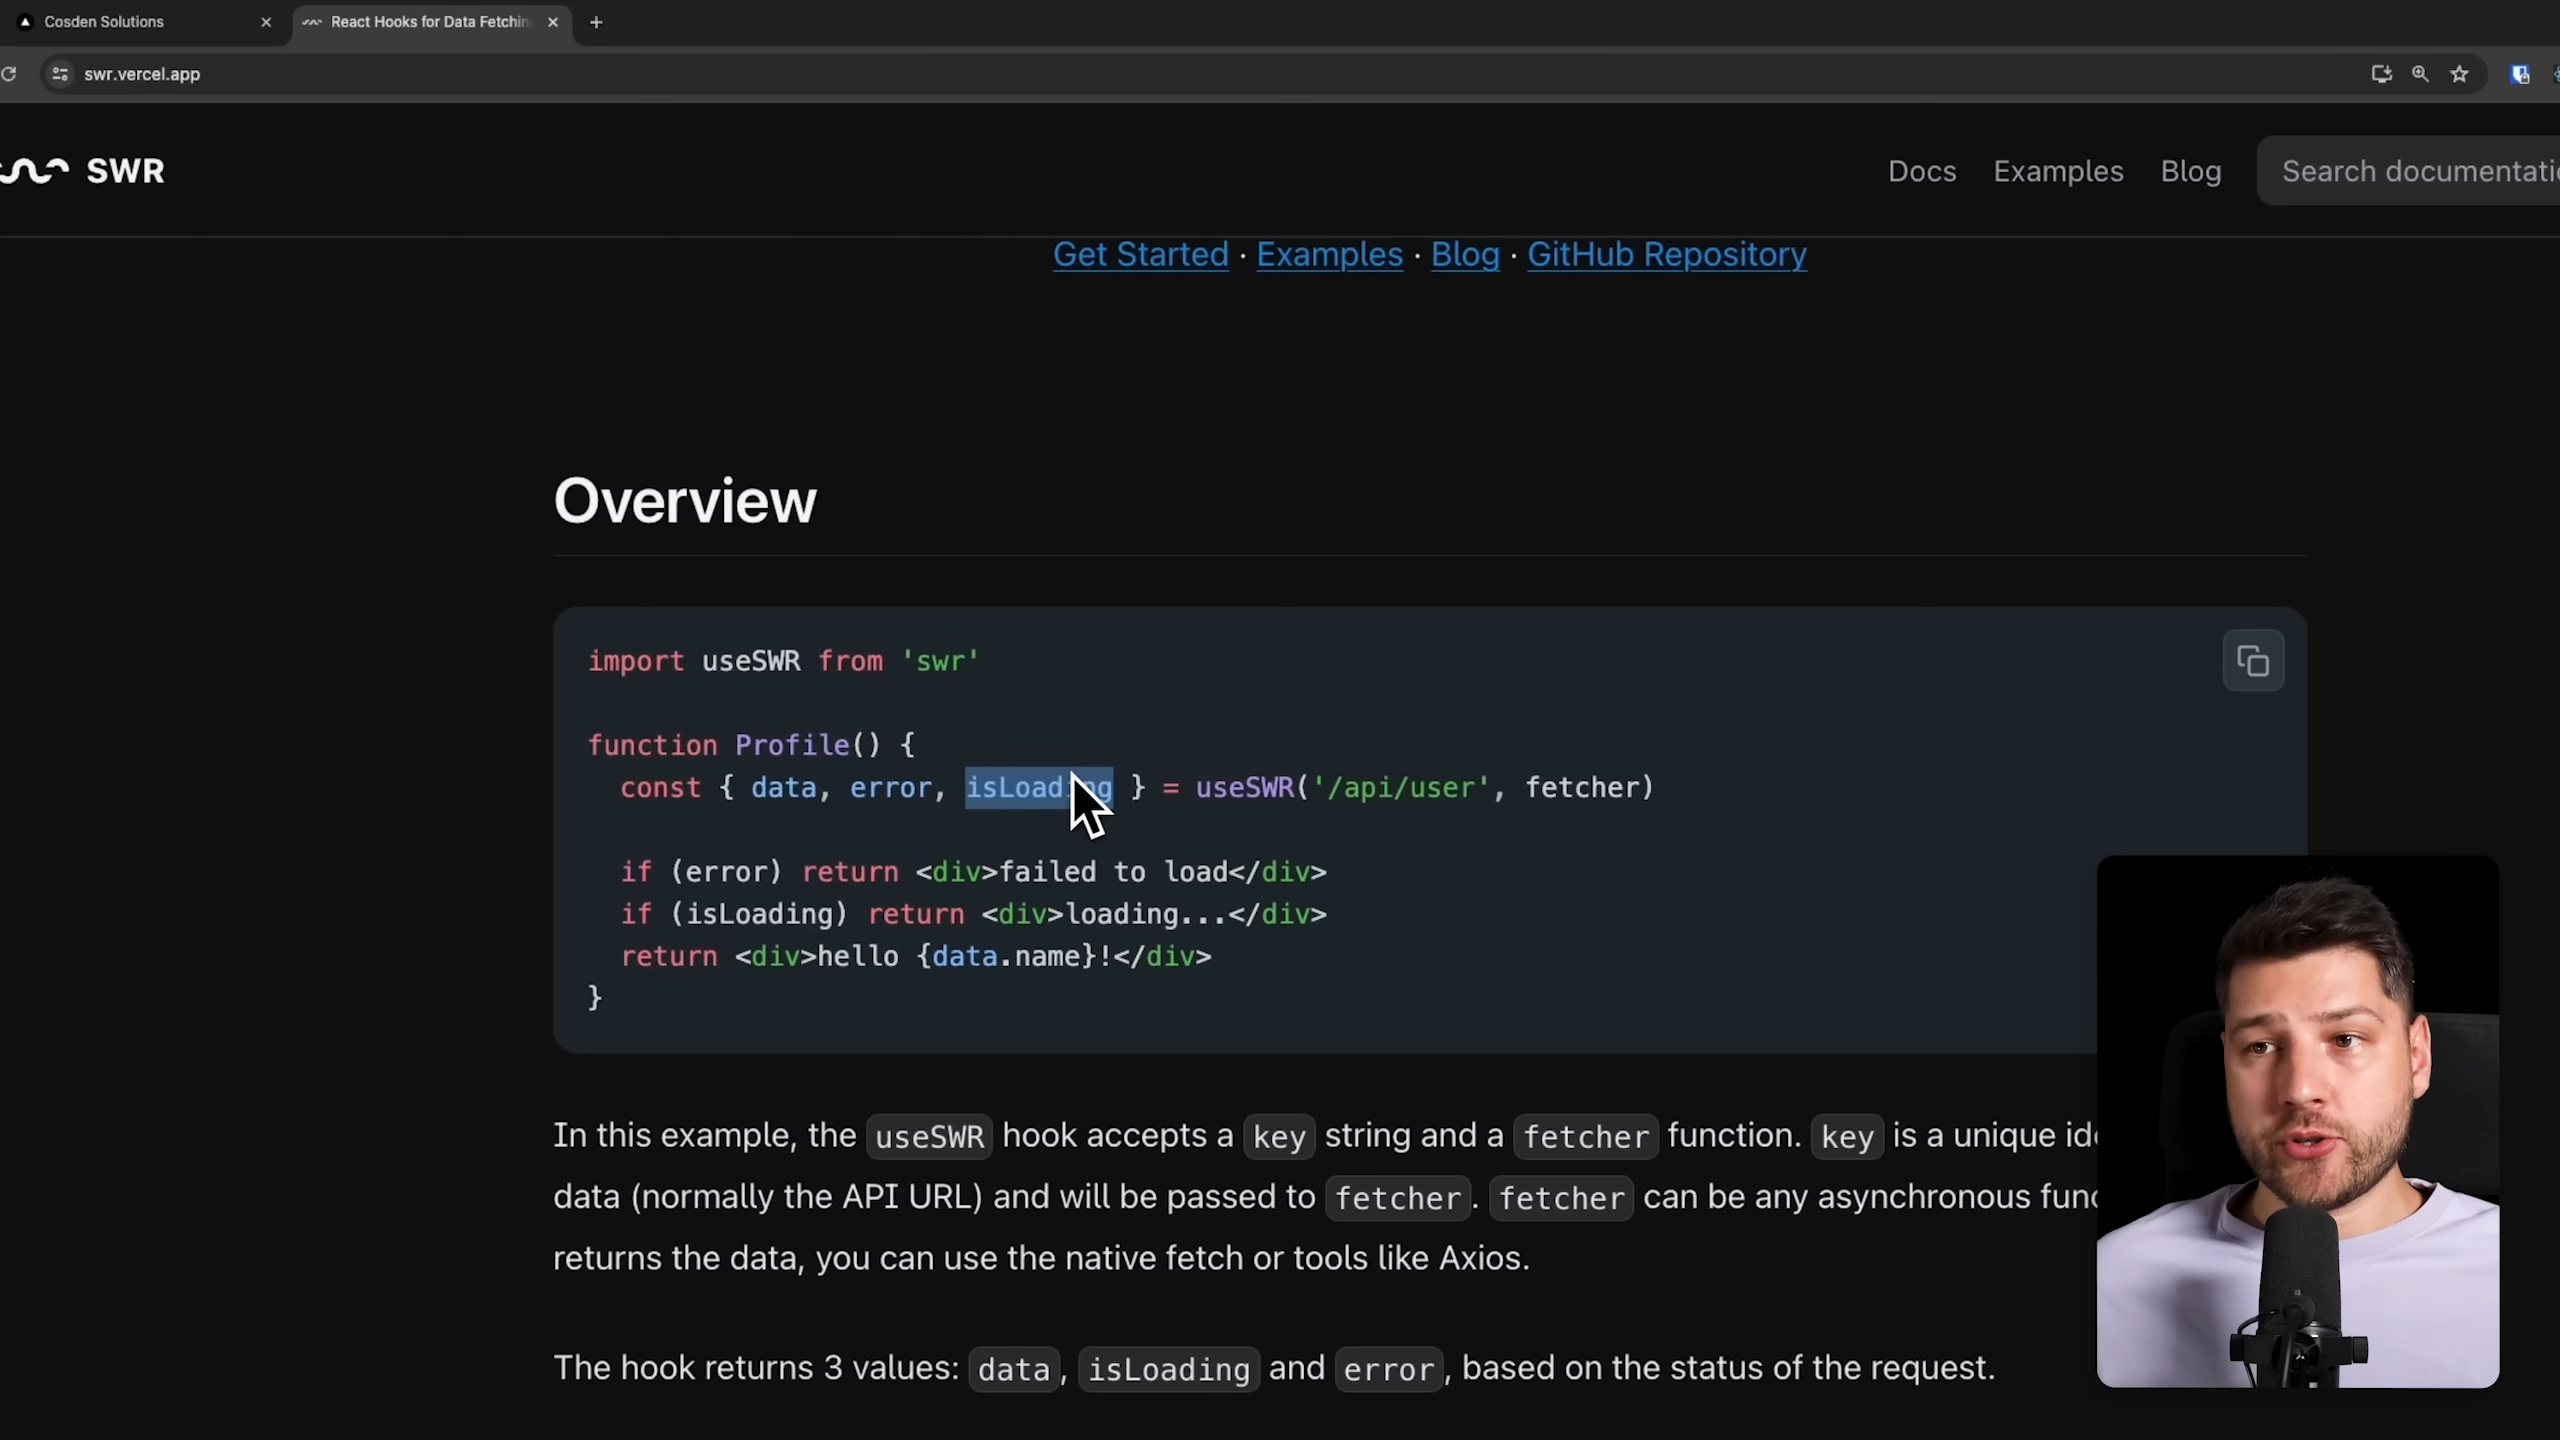 Cosden Solutions
React Hooks for Data Fetchin
swr.vercel.app
SWR
Docs Examples Blog Search documentati
Get Started · Examples · Blog · GitHub Repository
Overview
import useSWR from 'swr'
function Profile() {
const { data, error, isLoading } = useSWR('/api/user', fetcher)
if (error) return <div>failed to load</div>
if (isLoading) return <div>loading...</div>
return <div>hello {data.name}!</div>
}
In this example, the useSWR hook accepts a key string and a fetcher function. key is a unique ide
data (normally the API URL) and will be passed to fetcher. fetcher can be any asynchronous func
returns the data, you can use the native fetch or tools like Axios.
The hook returns 3 values: data, isLoading and error, based on the status of the request.